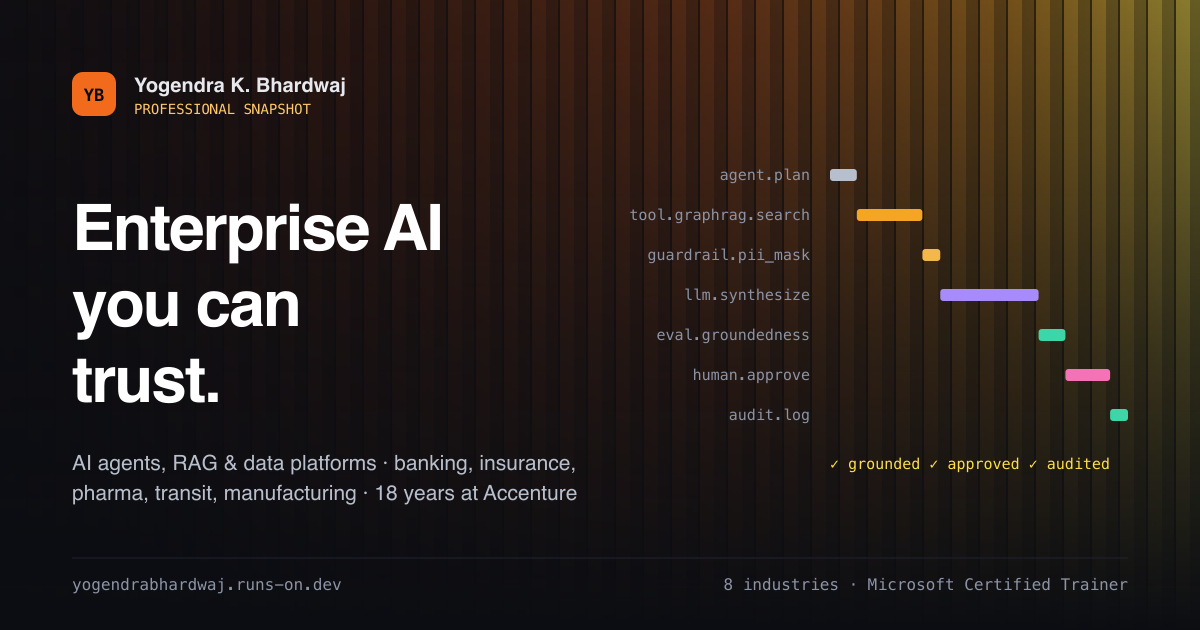 YB
Yogendra K. Bhardwaj
PROFESSIONAL SNAPSHOT
Enterprise AI
you can
trust.
AI agents, RAG & data platforms · banking, insurance,
pharma, transit, manufacturing · 18 years at Accenture
agent.plan
tool.graphrag.search
guardrail.pii_mask
llm.synthesize
eval.groundedness
human.approve
audit.log
✓ grounded ✓ approved ✓ audited
yogendrabhardwaj.runs-on.dev
8 industries · Microsoft Certified Trainer